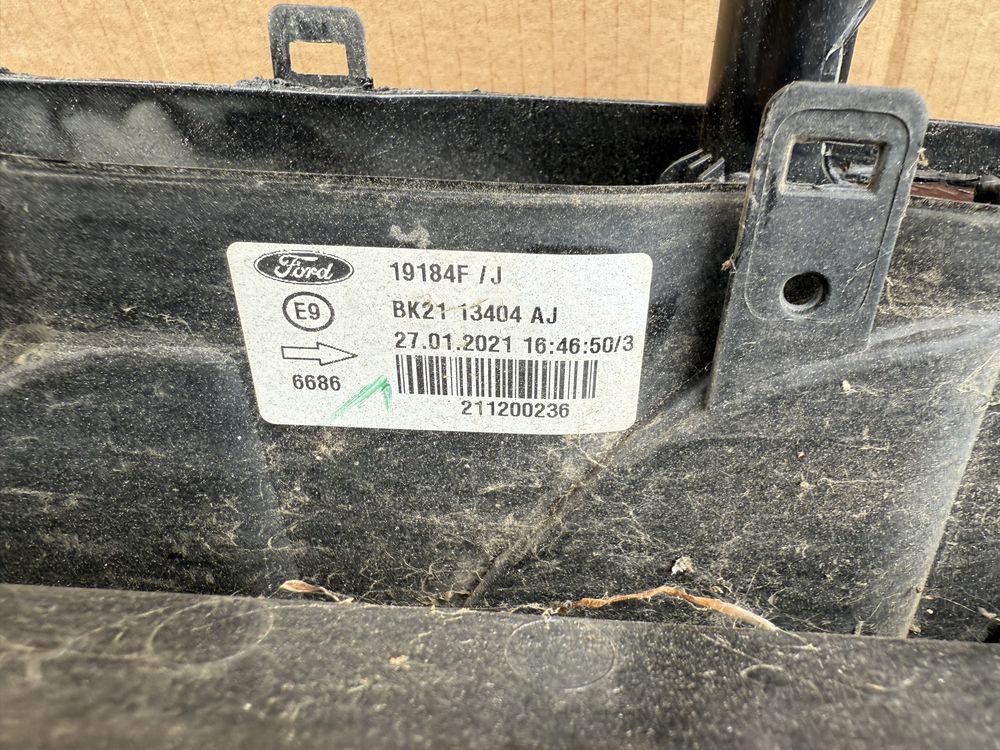 Ford
19184F /J
E9
BK21 13404 AJ
27.01.2021 16:46:50/3
6686
211200236